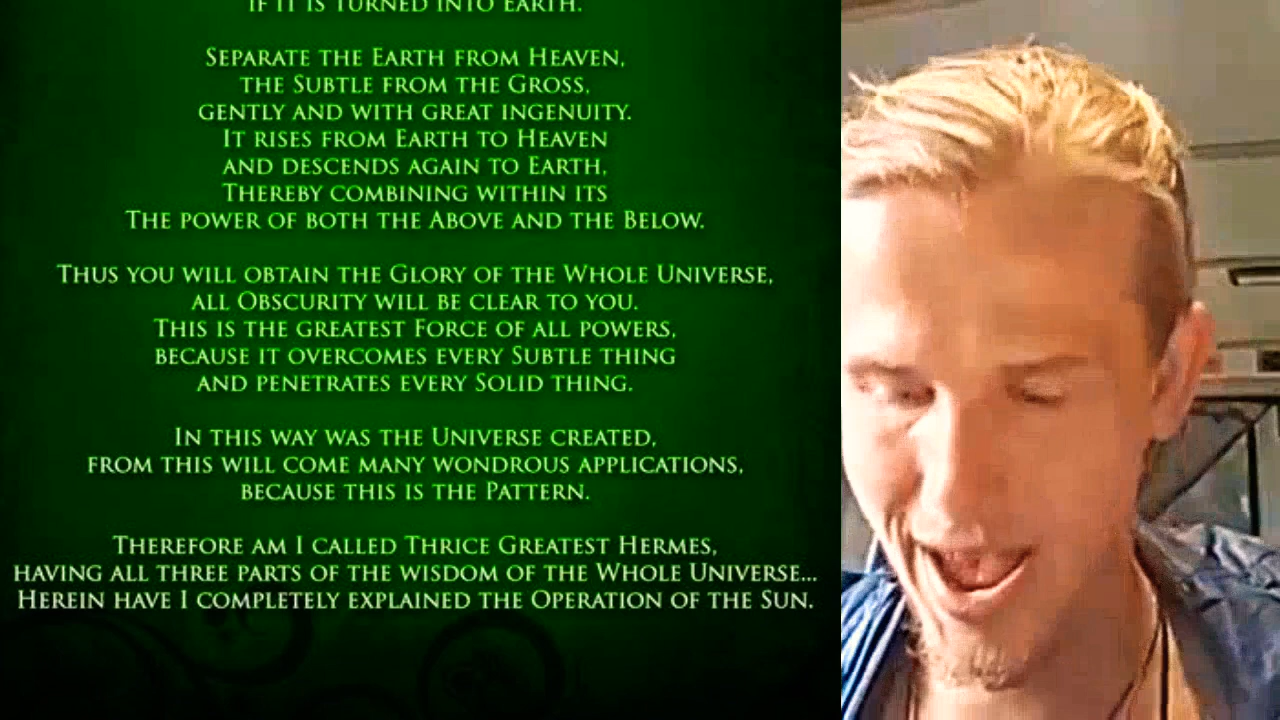 IF IT IS TURNED INTO EARTH.
SEPARATE THE EARTH FROM HEAVEN,
THE SUBTLE FROM THE GROSS,
GENTLY AND WITH GREAT INGENUITY.
IT RISES FROM EARTH TO HEAVEN
AND DESCENDS AGAIN TO EARTH,
THEREBY COMBINING WITHIN ITS
THE POWER OF BOTH THE ABOVE AND THE BELOW.
THUS YOU WILL OBTAIN THE GLORY OF THE WHOLE UNIVERSE,
ALL OBSCURITY WILL BE CLEAR TO YOU.
THIS IS THE GREATEST FORCE OF ALL POWERS,
BECAUSE IT OVERCOMES EVERY SUBTLE THING
AND PENETRATES EVERY SOLID THING.
IN THIS WAY WAS THE UNIVERSE CREATED,
FROM THIS WILL COME MANY WONDROUS APPLICATIONS,
BECAUSE THIS IS THE PATTERN.
THEREFORE AM I CALLED THRICE GREATEST HERMES,
HAVING ALL THREE PARTS OF THE WISDOM OF THE WHOLE UNIVERSE...
HEREIN HAVE I COMPLETELY EXPLAINED THE OPERATION OF THE SUN.